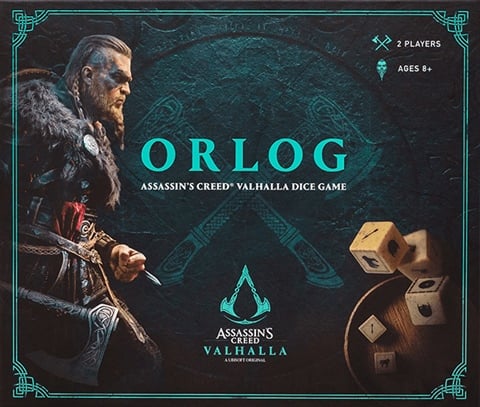 2 PLAYERS
AGES 8+
ORLOG
ASSASSIN'S CREED® VALHALLA DICE GAME
ASSASSIN'S
CREED
VALHALLA
A UBISOFT ORIGINAL